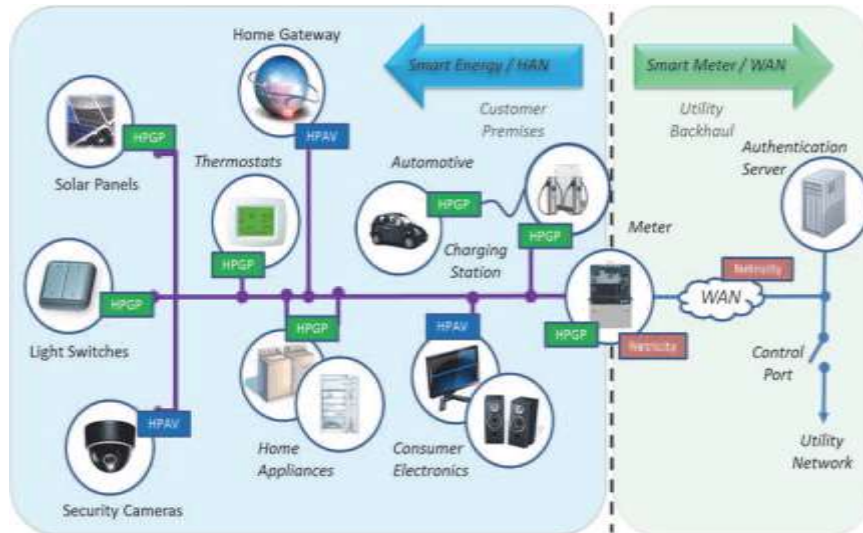 Home Gateway
Smart Energy / HAN
Smart Meter / WAN
Customer
Premises
Utility
Backhaul
HPGP
HPAV
Solar Panels
Thermostats
Automotive
Authentication
Server
HPGP
HPGP
Charging
Station
HPGP
Meter
HPGP
Netricity
WAN
HPGP
Light Switches
HPGP
HPAV
HPGP
Netricity
Control
Port
HPAV
Home
Appliances
Consumer
Electronics
Utility
Network
Security Cameras